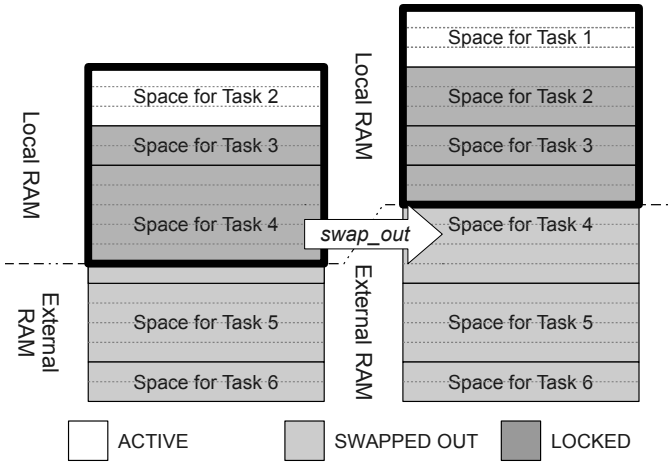 Local RAM
External
RAM
Space for Task 2
Space for Task 3
Space for Task 4
Space for Task 5
Space for Task 6
swap_out
Local RAM
External RAM
Space for Task 1
Space for Task 2
Space for Task 3
Space for Task 4
Space for Task 5
Space for Task 6
ACTIVE
SWAPPED OUT
LOCKED